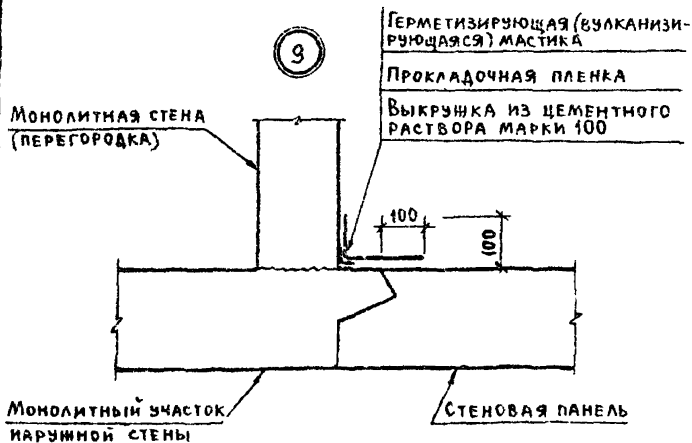 Герметизирующая (вулканизи-
рующаяся) мастика
9
Прокладочная пленка
Монолитная стена
(перегородка)
Выкружка из цементного
раствора марки 100
100
100
Монолитный участок
наружной стены
Стеновая панель